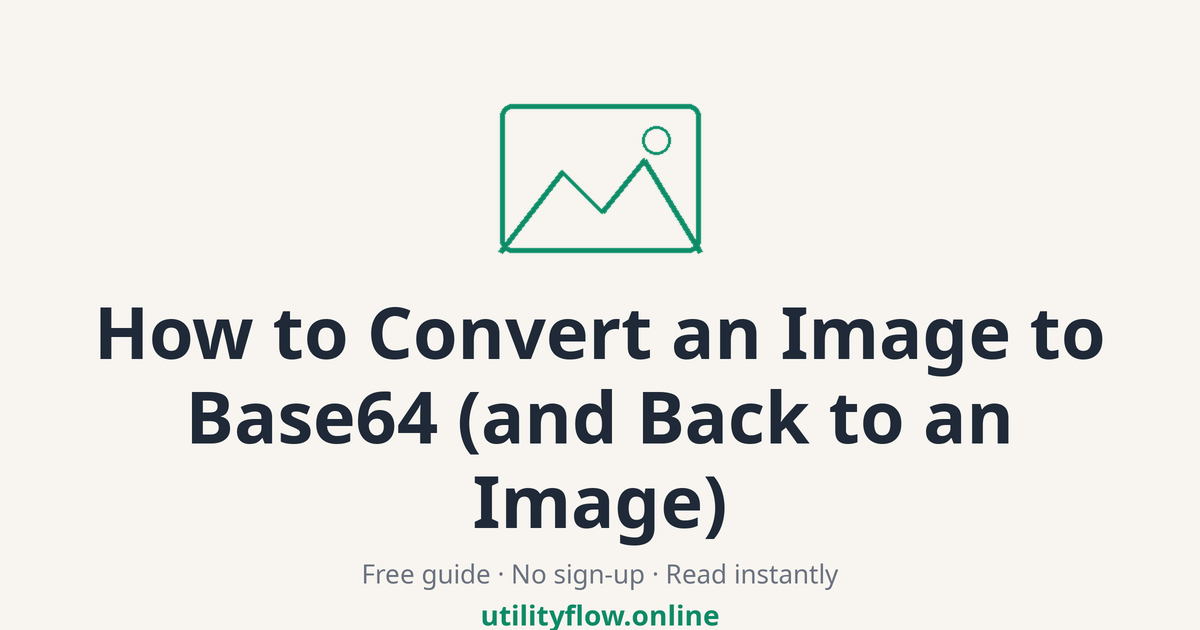 How to Convert an Image to
Base64 (and Back to an
Image)
Free guide · No sign-up · Read instantly
utilityflow.online